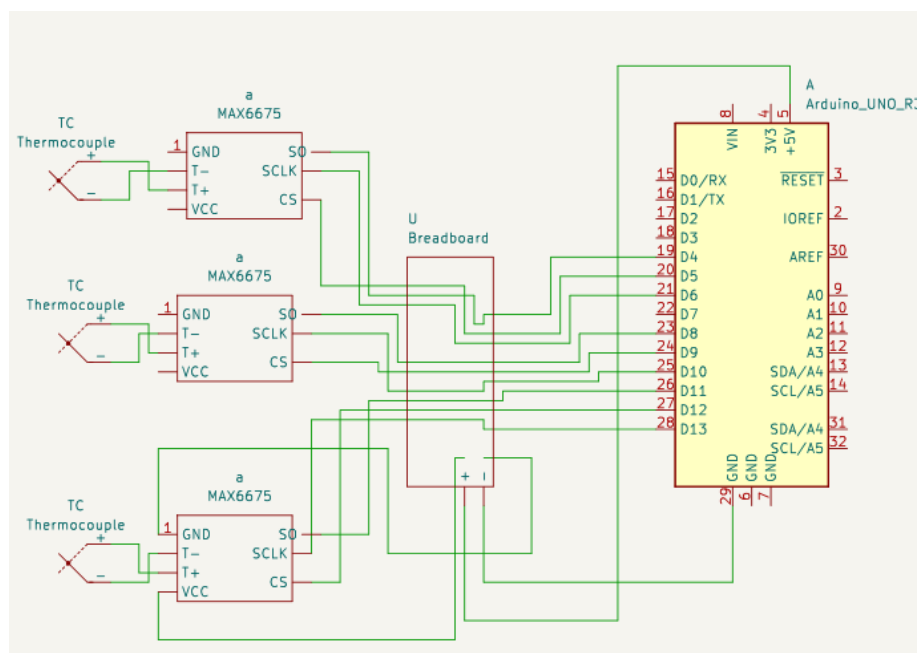 A
Arduino_UNO_R3
a
MAX6675
TC
Thermocouple
+
−
1
GND
T-
T+
VCC
SO
SCLK
CS
U
Breadboard
+
−
a
MAX6675
TC
Thermocouple
+
−
1
GND
T-
T+
VCC
SO
SCLK
CS
a
MAX6675
TC
Thermocouple
+
−
1
GND
T-
T+
VCC
SO
SCLK
CS
8
VIN
4
3V3
5
+5V
15 D0/RX
16 D1/TX
17 D2
18 D3
19 D4
20 D5
21 D6
22 D7
23 D8
24 D9
25 D10
26 D11
27 D12
28 D13
RESET 3
IOREF 2
AREF 30
A0 9
A1 10
A2 11
A3 12
SDA/A4 13
SCL/A5 14
SDA/A4 31
SCL/A5 32
GND
29
GND
6
GND
7